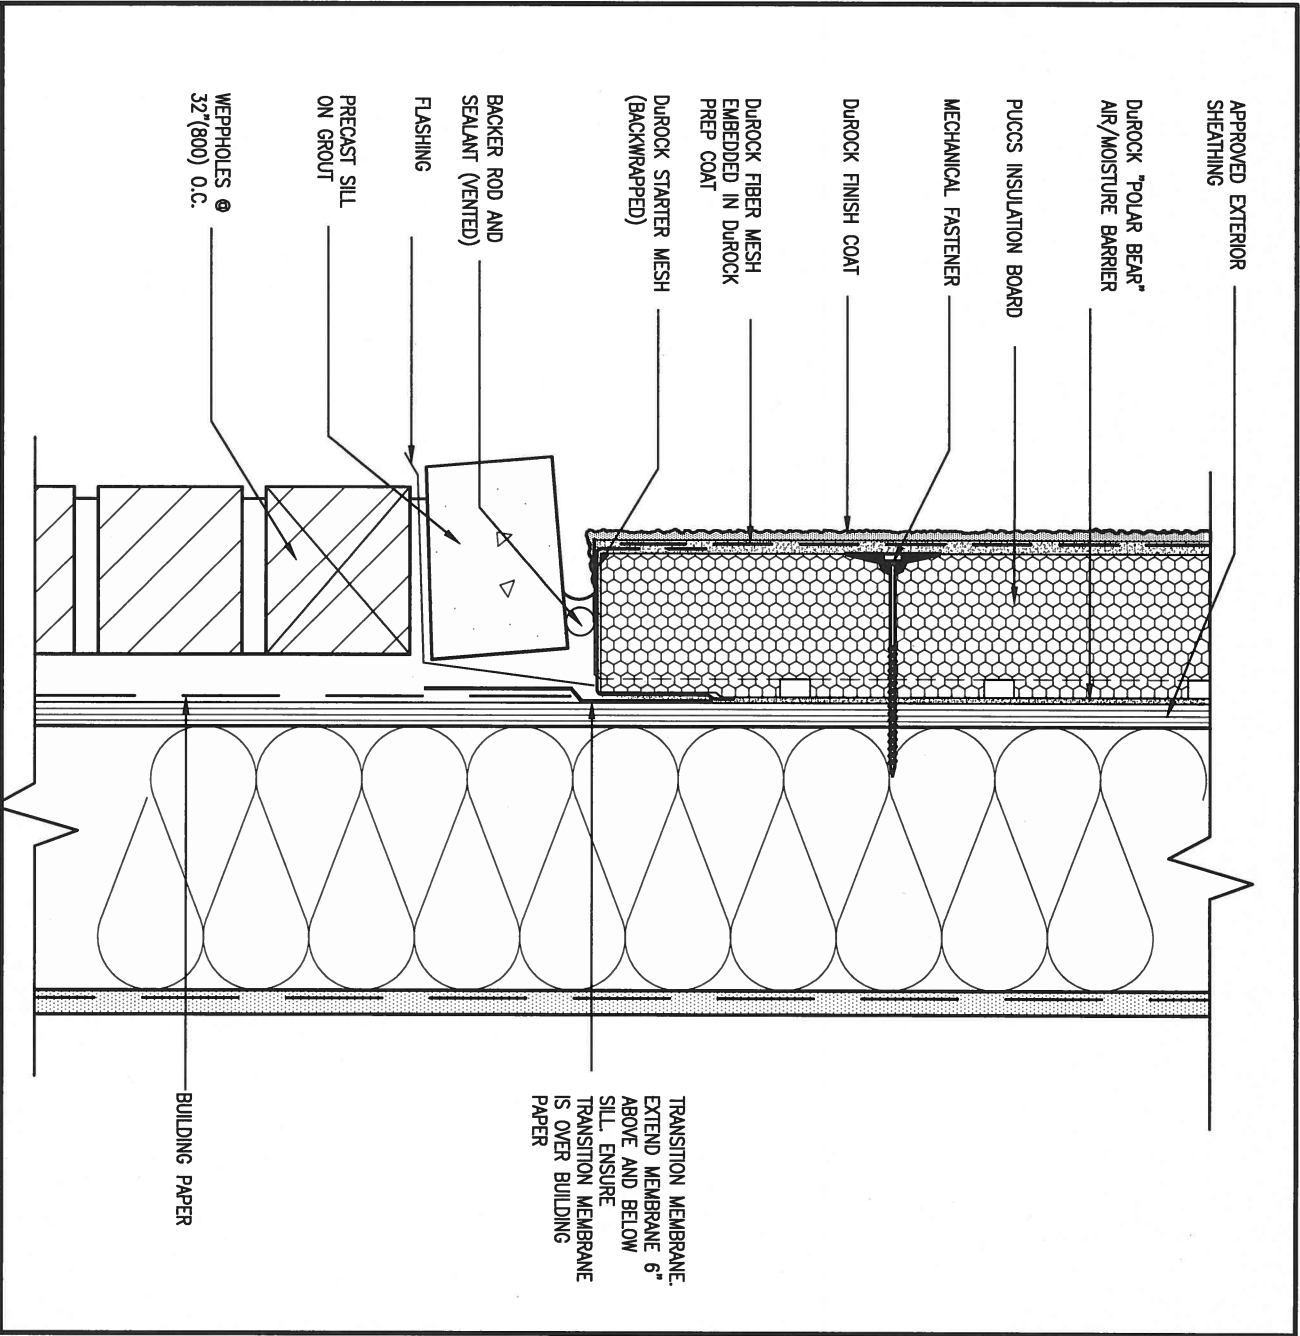 APPROVED EXTERIOR
SHEATHING
DuROCK "POLAR BEAR"
AIR/MOISTURE BARRIER
PUCCS INSULATION BOARD
MECHANICAL FASTENER
DuROCK FINISH COAT
DuROCK FIBER MESH
EMBEDDED IN DuROCK
PREP COAT
DuROCK STARTER MESH
(BACKWRAPPED)
BACKER ROD AND
SEALANT (VENTED)
FLASHING
PRECAST SILL
ON GROUT
WEPPHOLES @
32"(800) O.C.
TRANSITION MEMBRANE.
EXTEND MEMBRANE 6"
ABOVE AND BELOW
SILL. ENSURE
TRANSITION MEMBRANE
IS OVER BUILDING
PAPER
BUILDING PAPER